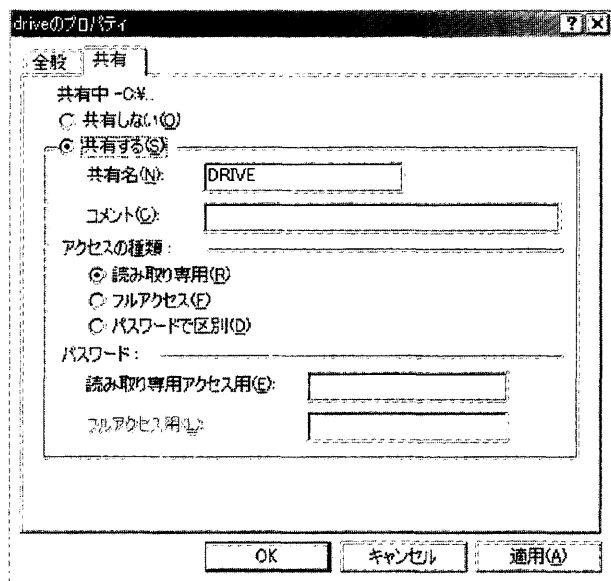 driveのプロパティ
全般 共有
共有中 -C:¥..
共有しない(O)
共有する(S)
共有名(N): DRIVE
コメント(C):
アクセスの種類:
読み取り専用(R)
フルアクセス(F)
パスワードで区別(D)
パスワード:
読み取り専用アクセス用(E):
フルアクセス用(L):
OK キャンセル 適用(A)